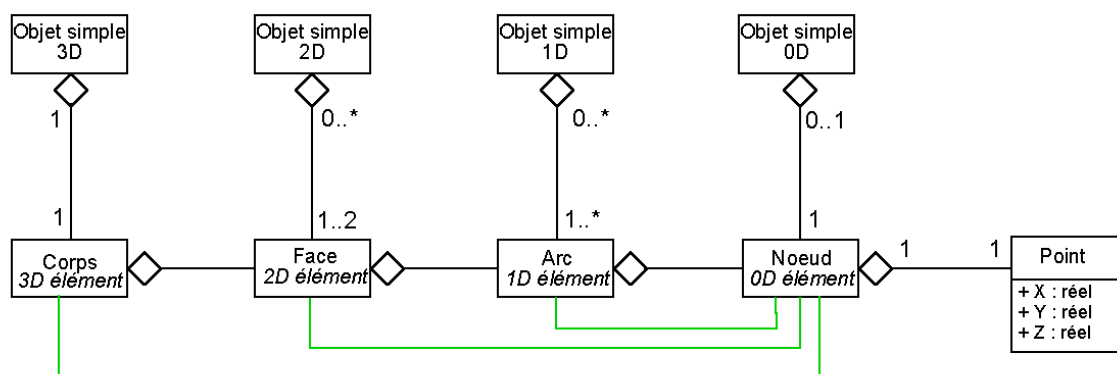 Objet simple
3D
Objet simple
2D
Objet simple
1D
Objet simple
0D
1
0..*
0..*
0..1
1
1..2
1..*
1
Corps
3D élément
Face
2D élément
Arc
1D élément
Noeud
0D élément
1
1
Point
+ X : réel
+ Y : réel
+ Z : réel